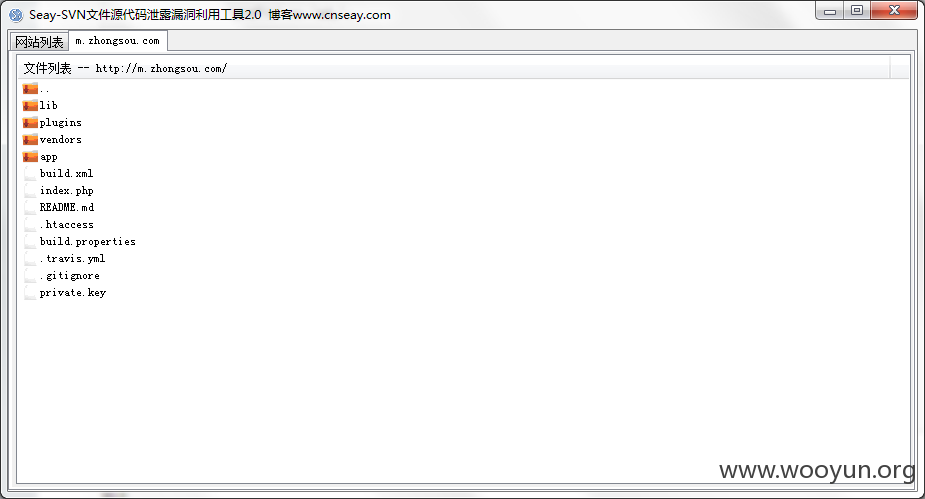 Seay-SVN文件源代码泄露漏洞利用工具2.0 博客www.cnseay.com
网站列表 m.zhongsou.com
文件列表 -- http://m.zhongsou.com/
..
lib
plugins
vendors
app
build.xml
index.php
README.md
.htaccess
build.properties
.travis.yml
.gitignore
private.key
www.wooyun.org